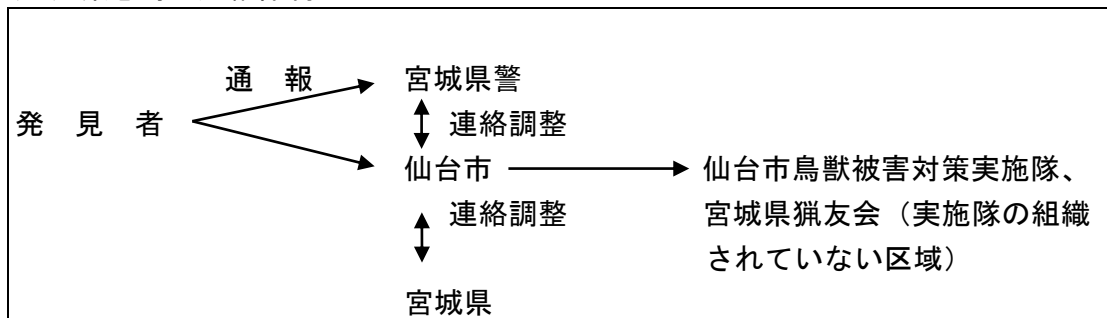 通　報
宮城県警
発　見　者
連絡調整
仙台市
仙台市鳥獣被害対策実施隊、
宮城県猟友会（実施隊の組織
されていない区域）
連絡調整
宮城県